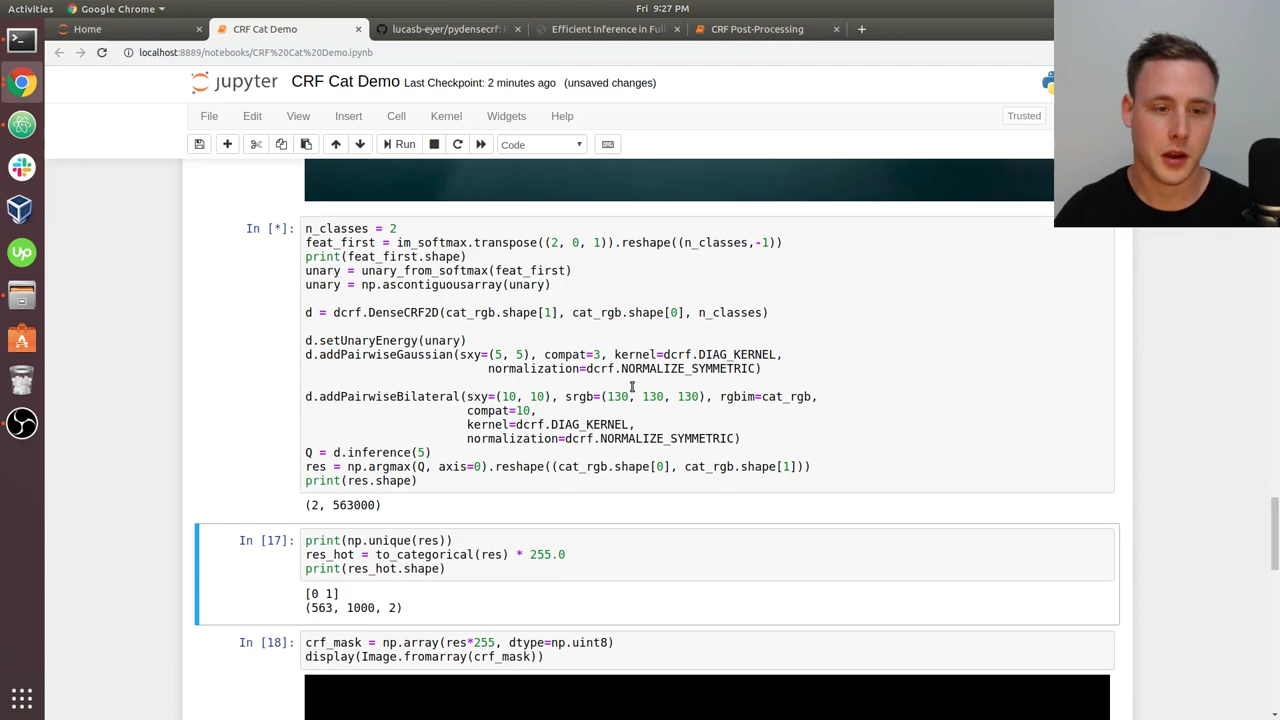 Activities
Google Chrome
Fri 9:27 PM
Home
CRF Cat Demo
lucasb-eyer/pydensecrf:
Efficient Inference in Full
CRF Post-Processing
localhost:8889/notebooks/CRF%20Cat%20Demo.ipynb
jupyter CRF Cat Demo Last Checkpoint: 2 minutes ago (unsaved changes)
File Edit View Insert Cell Kernel Widgets Help
Trusted
Run
Code
In [*]:
n_classes = 2
feat_first = im_softmax.transpose((2, 0, 1)).reshape((n_classes,-1))
print(feat_first.shape)
unary = unary_from_softmax(feat_first)
unary = np.ascontiguousarray(unary)
d = dcrf.DenseCRF2D(cat_rgb.shape[1], cat_rgb.shape[0], n_classes)
d.setUnaryEnergy(unary)
d.addPairwiseGaussian(sxy=(5, 5), compat=3, kernel=dcrf.DIAG_KERNEL,
normalization=dcrf.NORMALIZE_SYMMETRIC)
d.addPairwiseBilateral(sxy=(10, 10), srgb=(130, 130, 130), rgbim=cat_rgb,
compat=10,
kernel=dcrf.DIAG_KERNEL,
normalization=dcrf.NORMALIZE_SYMMETRIC)
Q = d.inference(5)
res = np.argmax(Q, axis=0).reshape((cat_rgb.shape[0], cat_rgb.shape[1]))
print(res.shape)
(2, 563000)
In [17]:
print(np.unique(res))
res_hot = to_categorical(res) * 255.0
print(res_hot.shape)
[0 1]
(563, 1000, 2)
In [18]:
crf_mask = np.array(res*255, dtype=np.uint8)
display(Image.fromarray(crf_mask))